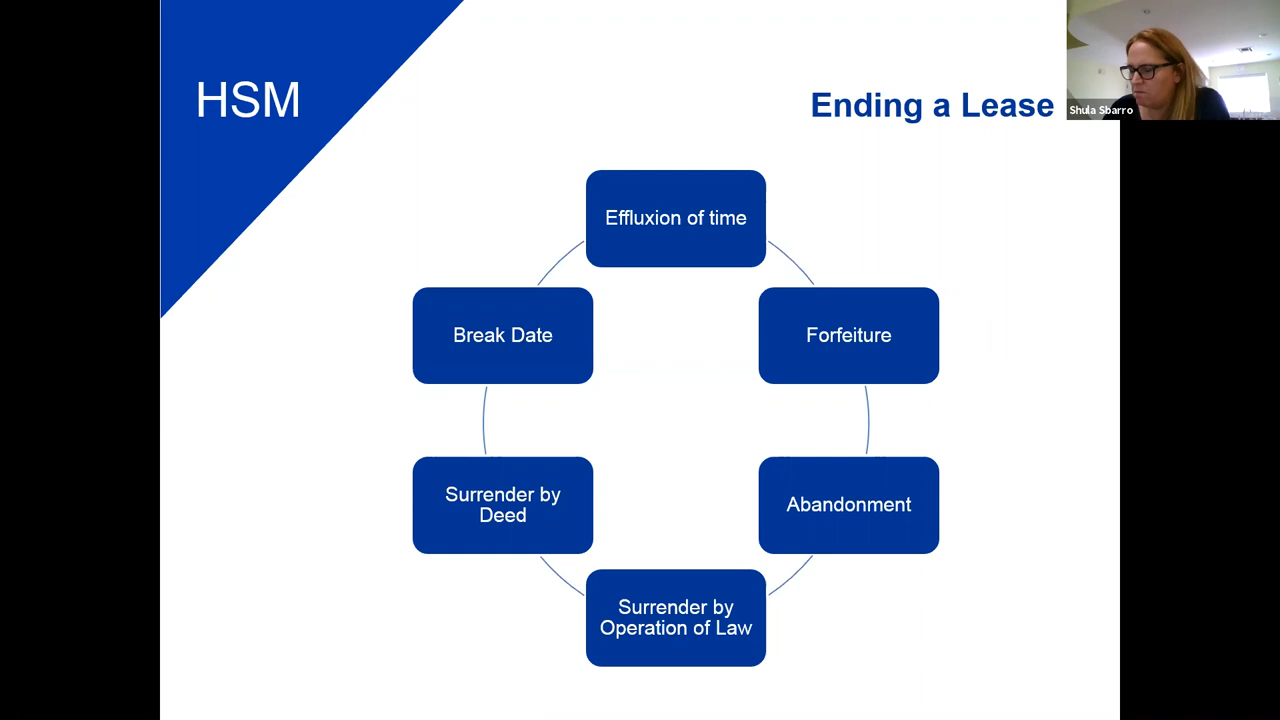 HSM
Ending a Lease
Shula Sbarro
Effluxion of time
Break Date
Forfeiture
Surrender by
Deed
Abandonment
Surrender by
Operation of Law